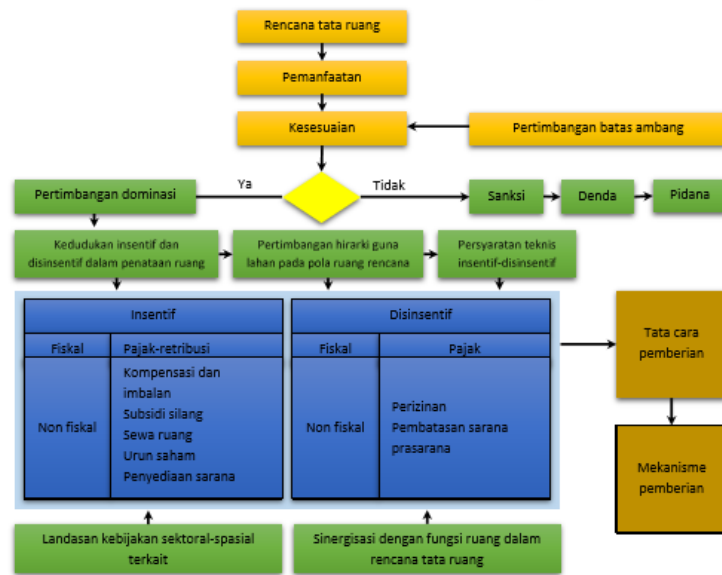 Rencana tata ruang
Pemanfaatan
Kesesuaian
Pertimbangan batas ambang
Pertimbangan dominasi
Ya
Tidak
Sanksi
Denda
Pidana
Kedudukan insentif dan
disinsentif dalam penataan ruang
Pertimbangan hirarki guna
lahan pada pola ruang rencana
Persyaratan teknis
insentif-disinsentif
Insentif
Fiskal
Pajak-retribusi
Non fiskal
Kompensasi dan
imbalan
Subsidi silang
Sewa ruang
Urun saham
Penyediaan sarana
Disinsentif
Fiskal
Pajak
Non fiskal
Perizinan
Pembatasan sarana
prasarana
Tata cara
pemberian
Mekanisme
pemberian
Landasan kebijakan sektoral-spasial
terkait
Sinergisasi dengan fungsi ruang dalam
rencana tata ruang